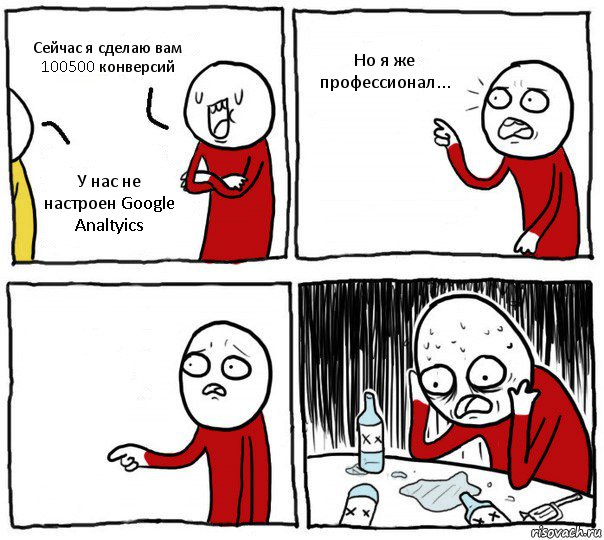 Сейчас я сделаю вам
100500 конверсий
У нас не
настроен Google
Analtyics
Но я же
профессионал...
x x
x x
x x
risovach.ru